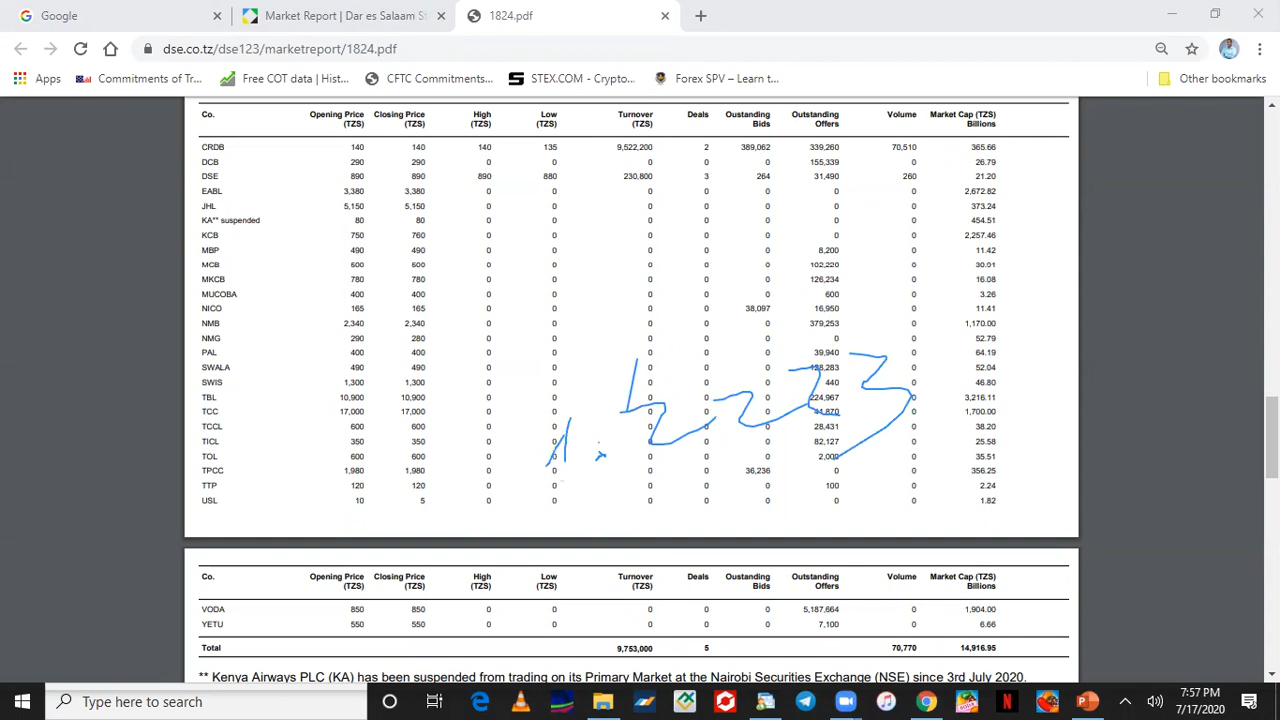 Google
Market Report | Dar es Salaam St
1824.pdf
dse.co.tz/dse123/marketreport/1824.pdf
Apps Commitments of Tr... Free COT data | Hist... CFTC Commitments... STEX.COM - Crypto... Forex SPV – Learn t... Other bookmarks
Co. Opening Price (TZS) Closing Price (TZS) High (TZS) Low (TZS) Turnover (TZS) Deals Oustanding Bids Outstanding Offers Volume Market Cap (TZS) Billions
CRDB 140 140 140 135 9,522,200 2 389,062 339,260 70,510 365.66
DCB 290 290 0 0 0 0 0 155,339 0 26.79
DSE 890 890 890 880 230,800 3 264 31,490 260 21.20
EABL 3,380 3,380 0 0 0 0 0 0 0 2,672.82
JHL 5,150 5,150 0 0 0 0 0 0 0 373.24
KA** suspended 80 80 0 0 0 0 0 0 0 454.51
KCB 750 760 0 0 0 0 0 0 0 2,257.46
MBP 490 490 0 0 0 0 0 8,200 0 11.42
MCB 500 500 0 0 0 0 0 102,220 0 30.91
MKCB 780 780 0 0 0 0 0 126,234 0 16.08
MUCOBA 400 400 0 0 0 0 0 600 0 3.26
NICO 165 165 0 0 0 0 38,097 16,950 0 11.41
NMB 2,340 2,340 0 0 0 0 0 379,253 0 1,170.00
NMG 290 280 0 0 0 0 0 0 0 52.79
PAL 400 400 0 0 0 0 0 39,940 0 64.19
SWALA 490 490 0 0 0 0 0 128,283 0 52.04
SWIS 1,300 1,300 0 0 0 0 0 440 0 46.80
TBL 10,900 10,900 0 0 0 0 0 224,967 0 3,216.11
TCC 17,000 17,000 0 0 0 0 0 41,870 0 1,700.00
TCCL 600 600 0 0 0 0 0 28,431 0 38.20
TICL 350 350 0 0 0 0 0 82,127 0 25.58
TOL 600 600 0 0 0 0 0 2,000 0 35.51
TPCC 1,980 1,980 0 0 0 0 36,236 0 0 356.25
TTP 120 120 0 0 0 0 0 100 0 2.24
USL 10 5 0 0 0 0 0 0 0 1.82
Co. Opening Price (TZS) Closing Price (TZS) High (TZS) Low (TZS) Turnover (TZS) Deals Oustanding Bids Outstanding Offers Volume Market Cap (TZS) Billions
VODA 850 850 0 0 0 0 0 5,187,664 0 1,904.00
YETU 550 550 0 0 0 0 0 7,100 0 6.66
Total 9,753,000 5 70,770 14,916.95
** Kenya Airways PLC (KA) has been suspended from trading on its Primary Market at the Nairobi Securities Exchange (NSE) since 3rd July 2020.
Type here to search
7:57 PM
7/17/2020